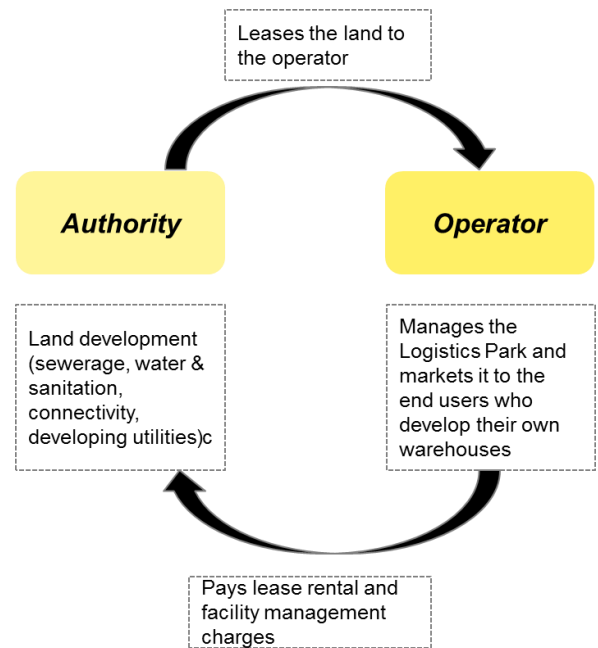 Leases the land to
the operator
Authority
Operator
Land development
(sewerage, water &
sanitation,
connectivity,
developing utilities)c
Manages the
Logistics Park and
markets it to the
end users who
develop their own
warehouses
Pays lease rental and
facility management
charges